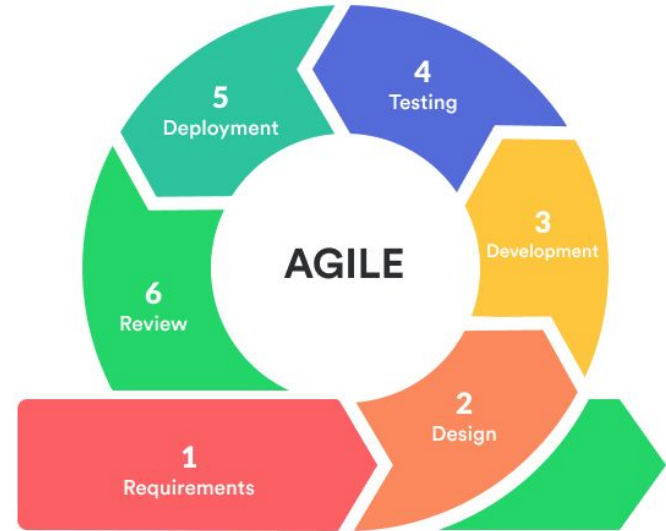 AGILE
1
Requirements
2
Design
3
Development
4
Testing
5
Deployment
6
Review